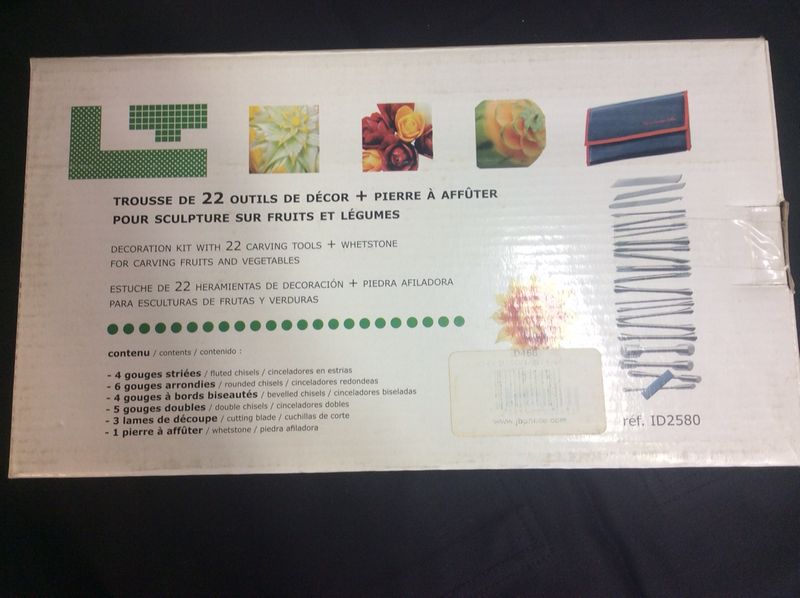 TROUSSE DE 22 OUTILS DE DÉCOR + PIERRE À AFFÛTER
POUR SCULPTURE SUR FRUITS ET LÉGUMES
DECORATION KIT WITH 22 CARVING TOOLS + WHETSTONE
FOR CARVING FRUITS AND VEGETABLES
ESTUCHE DE 22 HERAMIENTAS DE DECORACIÓN + PIEDRA AFILADORA
PARA ESCULTURAS DE FRUTAS Y VERDURAS
contenu / contents / contenido :
- 4 gouges striées / fluted chisels / cinceladores en estrias
- 6 gouges arrondies / rounded chisels / cinceladores redondeas
- 4 gouges à bords biseautés / bevelled chisels / cinceladores biseladas
- 5 gouges doubles / double chisels / cinceladores dobles
- 3 lames de découpe / cutting blade / cuchillas de corte
- 1 pierre à affûter / whetstone / piedra afiladora
réf. ID2580